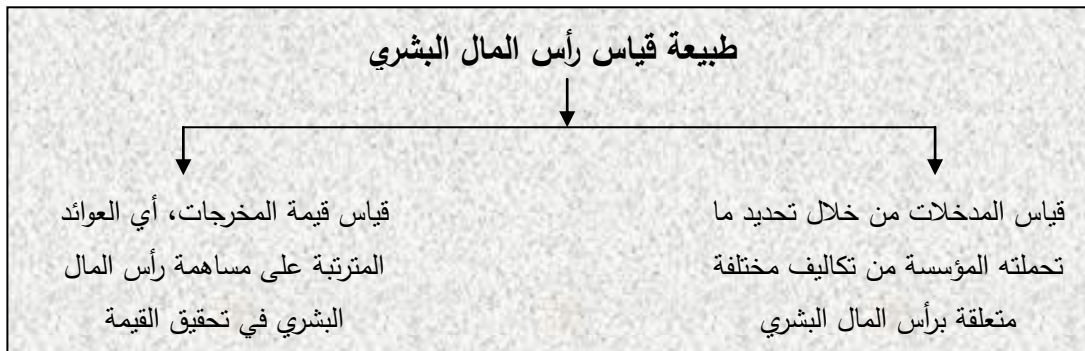 طبيعة قياس رأس المال البشري
قياس المدخلات من خلال تحديد ما
تحملته المؤسسة من تكاليف مختلفة
متعلقة برأس المال البشري
قياس قيمة المخرجات، أي العوائد
المترتبة على مساهمة رأس المال
البشري في تحقيق القيمة